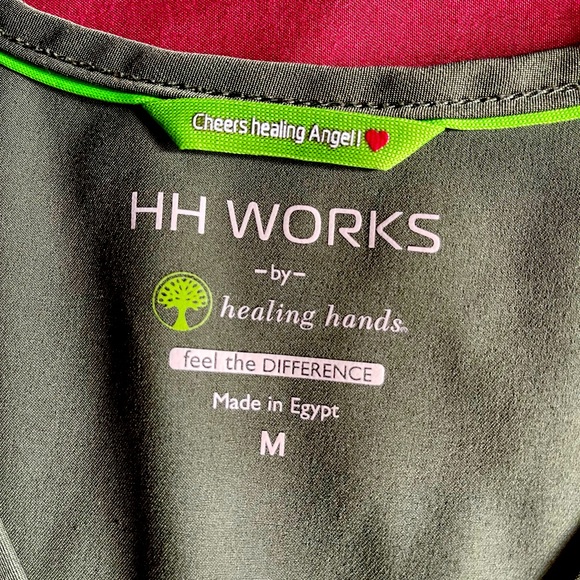 Cheers healing Angel!
HH WORKS
-by-
healing hands
feel the DIFFERENCE
Made in Egypt
M